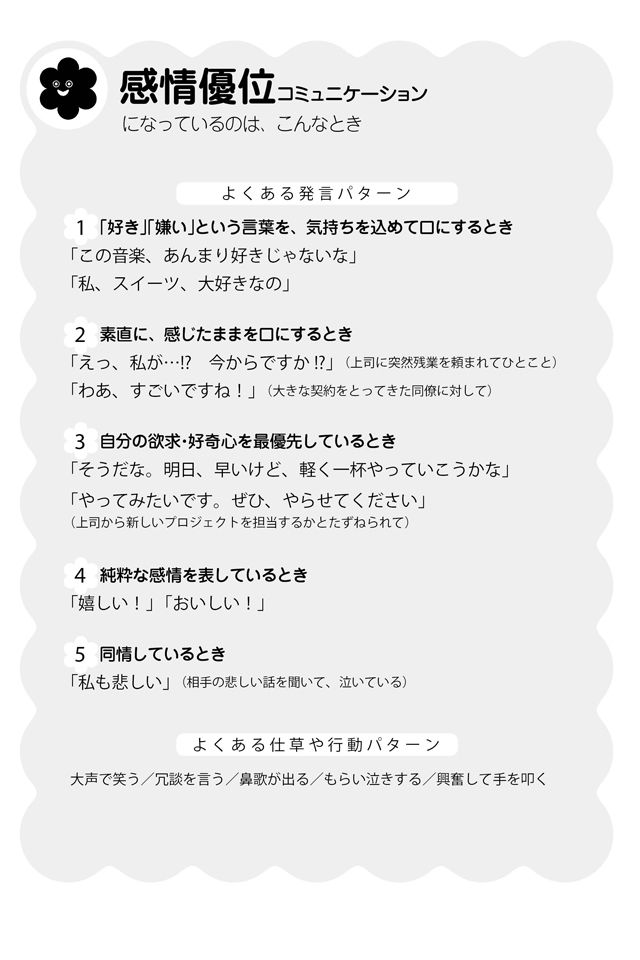 感情優位コミュニケーション
になっているのは、こんなとき
よくある発言パターン
1 「好き」「嫌い」という言葉を、気持ちを込めて口にするとき
「この音楽、あんまり好きじゃないな」
「私、スイーツ、大好きなの」
2 素直に、感じたままを口にするとき
「えっ、私が…!?　今からですか!?」（上司に突然残業を頼まれてひとこと）
「わあ、すごいですね！」（大きな契約をとってきた同僚に対して）
3 自分の欲求・好奇心を最優先しているとき
「そうだな。明日、早いけど、軽く一杯やっていこうかな」
「やってみたいです。ぜひ、やらせてください」
（上司から新しいプロジェクトを担当するかとたずねられて）
4 純粋な感情を表しているとき
「嬉しい！」「おいしい！」
5 同情しているとき
「私も悲しい」（相手の悲しい話を聞いて、泣いている）
よくある仕草や行動パターン
大声で笑う／冗談を言う／鼻歌が出る／もらい泣きする／興奮して手を叩く